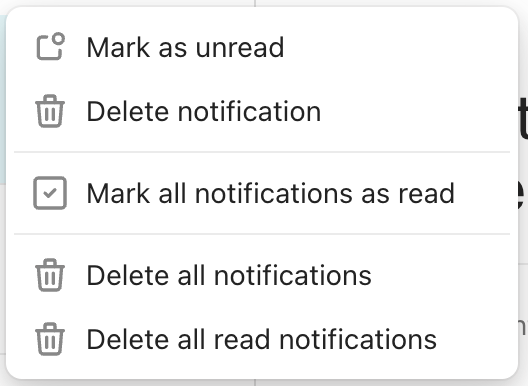 Mark as unread
Delete notification
Mark all notifications as read
Delete all notifications
Delete all read notifications